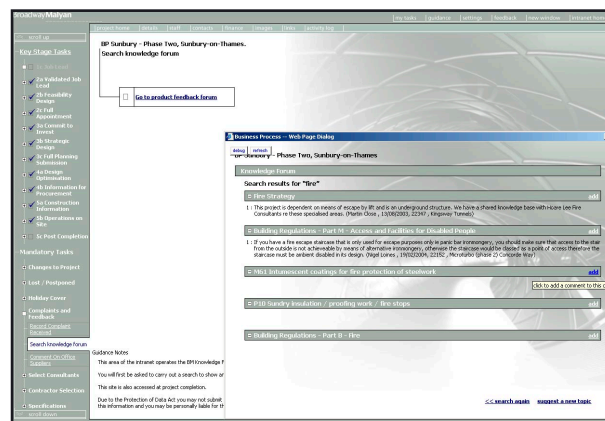 Broadway Malyan
my tasks | guidance | settings | feedback | new window | intranet home
project home | details | staff | contacts | finance | images | links | activity log
scroll up
Key Stage Tasks
2a Validated Job
Lead
2b Feasibility
Design
2c Full
Appointment
3a Commit to
Invest
3b Strategic
Design
3c Full Planning
Submission
4a Design
Optimisation
4b Information for
Procurement
5a Construction
Information
5b Operations on
Site
5c Post Completion
Mandatory Tasks
Changes to Project
Lost / Postponed
Holiday Cover
Complaints and
Feedback
Recent Complaint
Received
Search knowledge forum
Comment On Office
Suppliers
Select Consultants
Contractor Selection
Specifications
scroll down
BP Sunbury - Phase Two, Sunbury-on-Thames.
Search knowledge forum
Go to product feedback forum
Guidance Notes
This area of the intranet operates the BM Knowledge F
You will first be asked to carry out a search to show ar
This site is also accessed at project completion.
Due to the Protection of Data Act you may not submit
this information and you may be personally liable for th
Business Process -- Web Page Dialog
debug refresh
BP Sunbury - Phase Two, Sunbury-on-Thames
Knowledge Forum
Search results for "fire"
Fire Strategy add
1 : This project is dependent on means of escape by lift and is an underground structure. We have a shared knowledge base with Hoare Lee Fire
Consultants in these specialised areas. (Martin Close , 13/08/2003, 22347 , Kingsway Tunnels)
Building Regulations - Part M - Access and Facilities for Disabled People add
1 : If you have a fire escape staircase that is only used for escape purposes only ie panic bar ironmongery, you should make sure that access to the stair
from the outside is not achievable by means of alternative ironmongery, otherwise the staircase would be classed as a point of access therefore the
staircase must be ambient disabled in its design. (Nigel Loines , 19/02/2004, 22152 , Microturbo (phase 2) Concorde Way)
M61 Intumescent coatings for fire protection of steelwork add
click to add a comment to this c
P10 Sundry insulation / proofing work / fire stops add
Building Regulations - Part B - Fire add
<< search again suggest a new topic